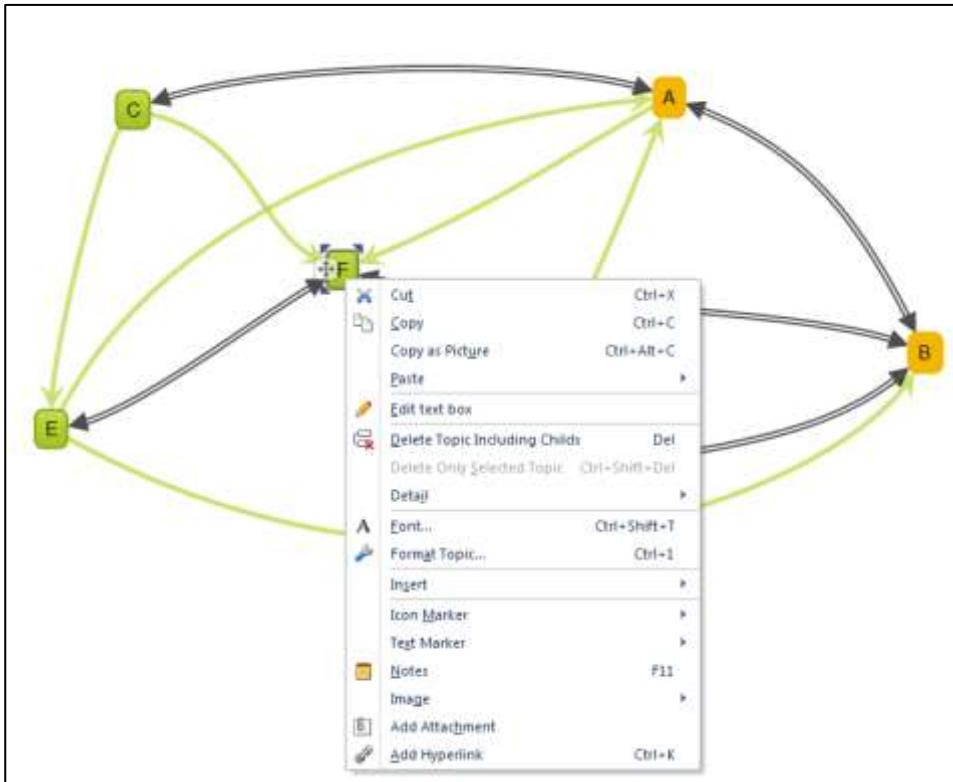 C
A
F
B
E
Cut Ctrl+X
Copy Ctrl+C
Copy as Picture Ctrl+Alt+C
Paste
Edit text box
Delete Topic Including Childs Del
Delete Only Selected Topic Ctrl+Shift+Del
Detail
Font... Ctrl+Shift+T
Format Topic... Ctrl+1
Insert
Icon Marker
Text Marker
Notes F11
Image
Add Attachment
Add Hyperlink Ctrl+K